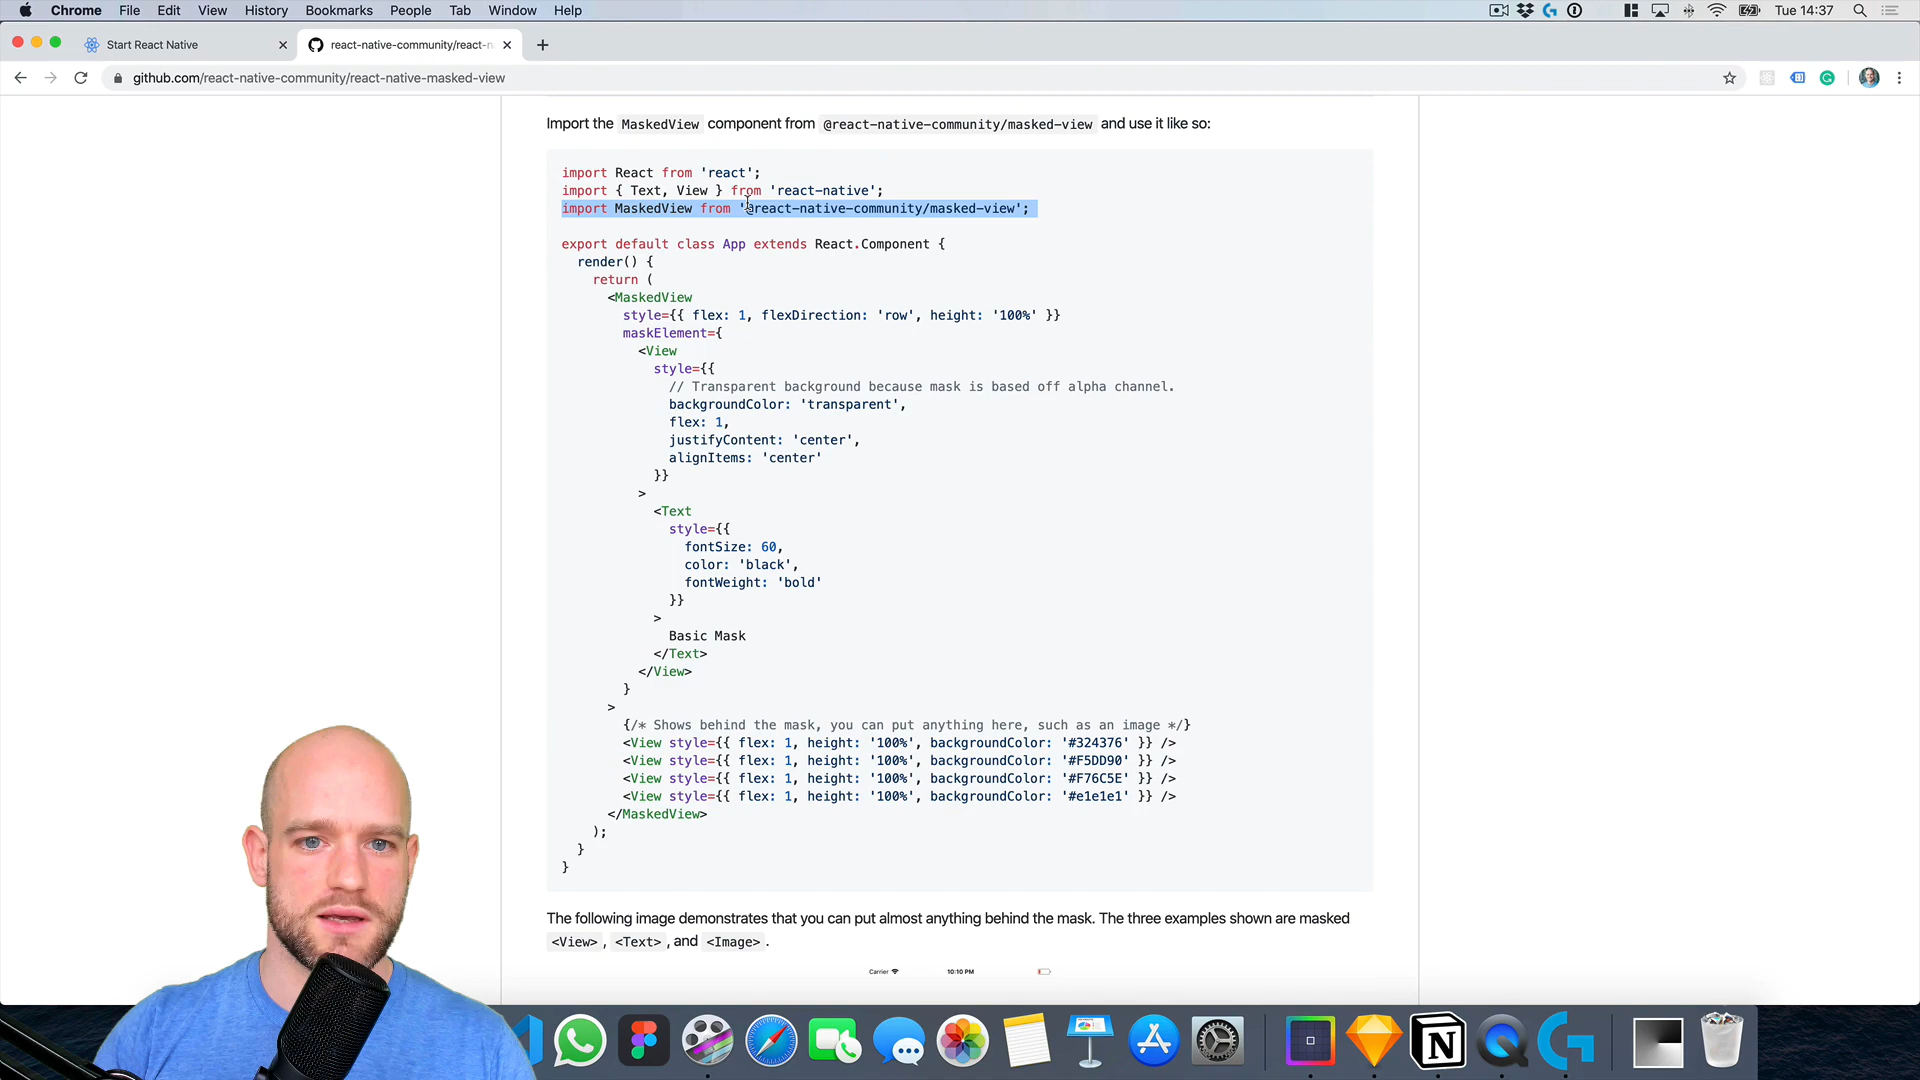 Chrome File Edit View History Bookmarks People Tab Window Help
Tue 14:37
Start React Native
react-native-community/react-n
github.com/react-native-community/react-native-masked-view
Import the MaskedView component from @react-native-community/masked-view and use it like so:
import React from 'react';
import { Text, View } from 'react-native';
import MaskedView from '@react-native-community/masked-view';
export default class App extends React.Component {
render() {
return (
<MaskedView
style={{ flex: 1, flexDirection: 'row', height: '100%' }}
maskElement={
<View
style={{
// Transparent background because mask is based off alpha channel.
backgroundColor: 'transparent',
flex: 1,
justifyContent: 'center',
alignItems: 'center'
}}
>
<Text
style={{
fontSize: 60,
color: 'black',
fontWeight: 'bold'
}}
>
Basic Mask
</Text>
</View>
}
>
{/* Shows behind the mask, you can put anything here, such as an image */}
<View style={{ flex: 1, height: '100%', backgroundColor: '#324376' }} />
<View style={{ flex: 1, height: '100%', backgroundColor: '#F5DD90' }} />
<View style={{ flex: 1, height: '100%', backgroundColor: '#F76C5E' }} />
<View style={{ flex: 1, height: '100%', backgroundColor: '#e1e1e1' }} />
</MaskedView>
);
}
}
The following image demonstrates that you can put almost anything behind the mask. The three examples shown are masked
<View>, <Text>, and <Image>.
Carrier 10:10 PM